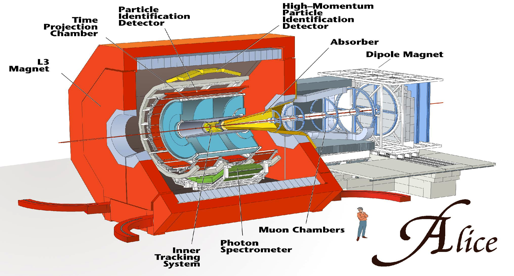 Particle
Identification
Detector
High–Momentum
Particle
Identification
Detector
Time
Projection
Chamber
Absorber
Dipole Magnet
L3
Magnet
Muon Chambers
Photon
Spectrometer
Inner
Tracking
System
Alice